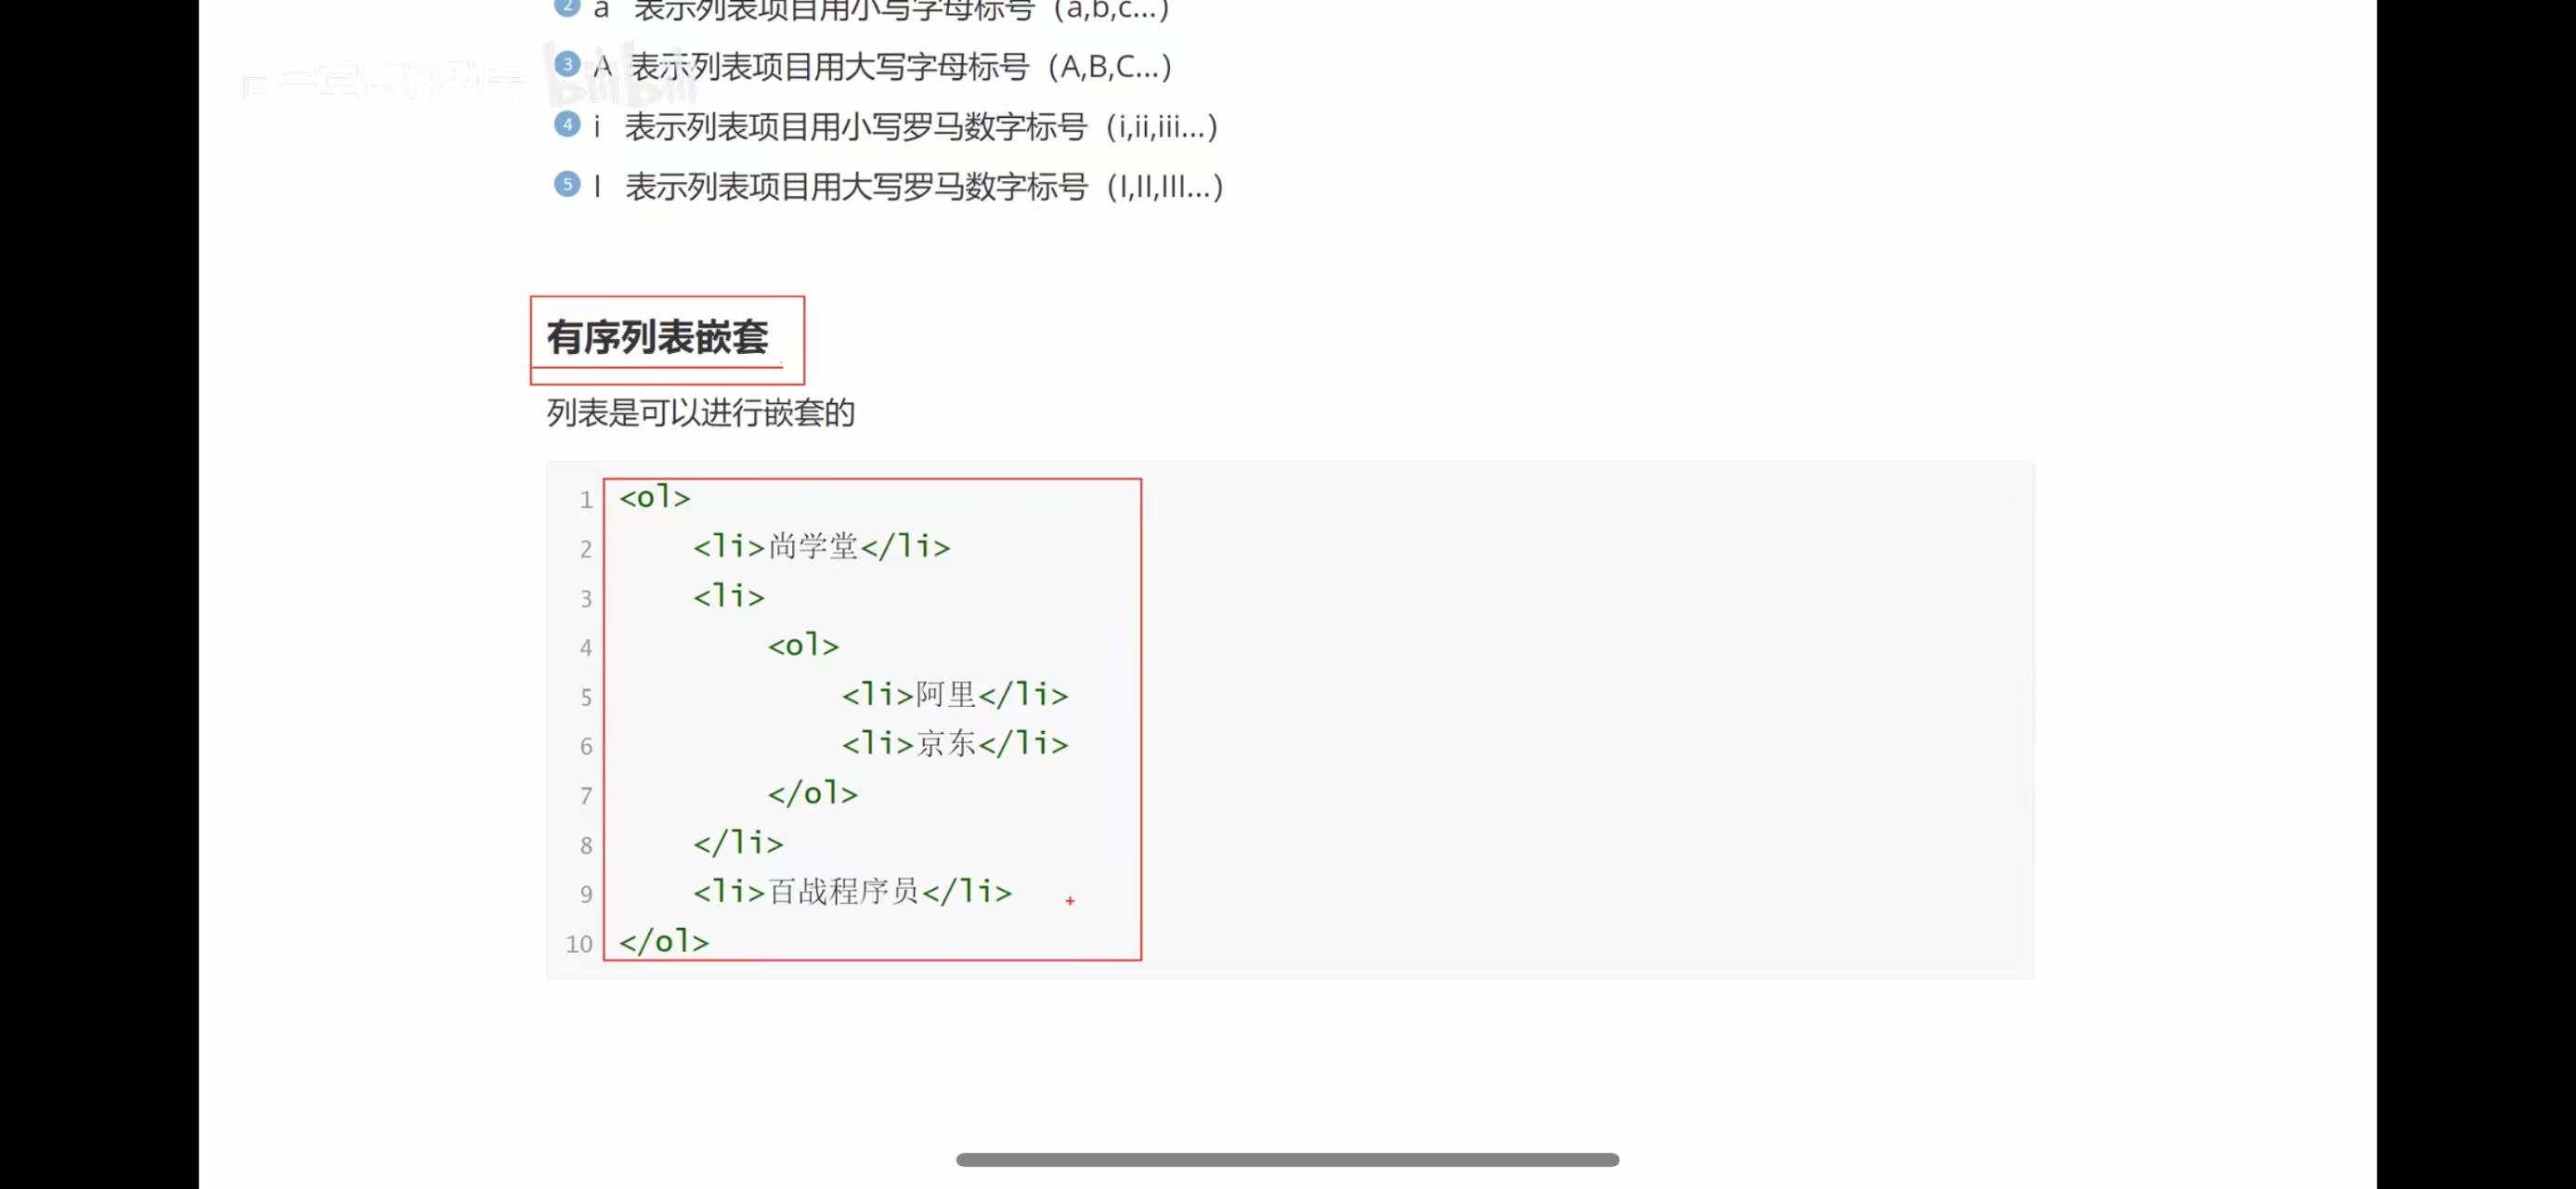 2 a 表示列表项目用小写字母标号（a,b,c...）
3 A 表示列表项目用大写字母标号（A,B,C...）
bilibili
4 i 表示列表项目用小写罗马数字标号（i,ii,iii...）
5 I 表示列表项目用大写罗马数字标号（I,II,III...）
有序列表嵌套
列表是可以进行嵌套的
1 <ol>
2 <li>尚学堂</li>
3 <li>
4 <ol>
5 <li>阿里</li>
6 <li>京东</li>
7 </ol>
8 </li>
9 <li>百战程序员</li>
10 </ol>